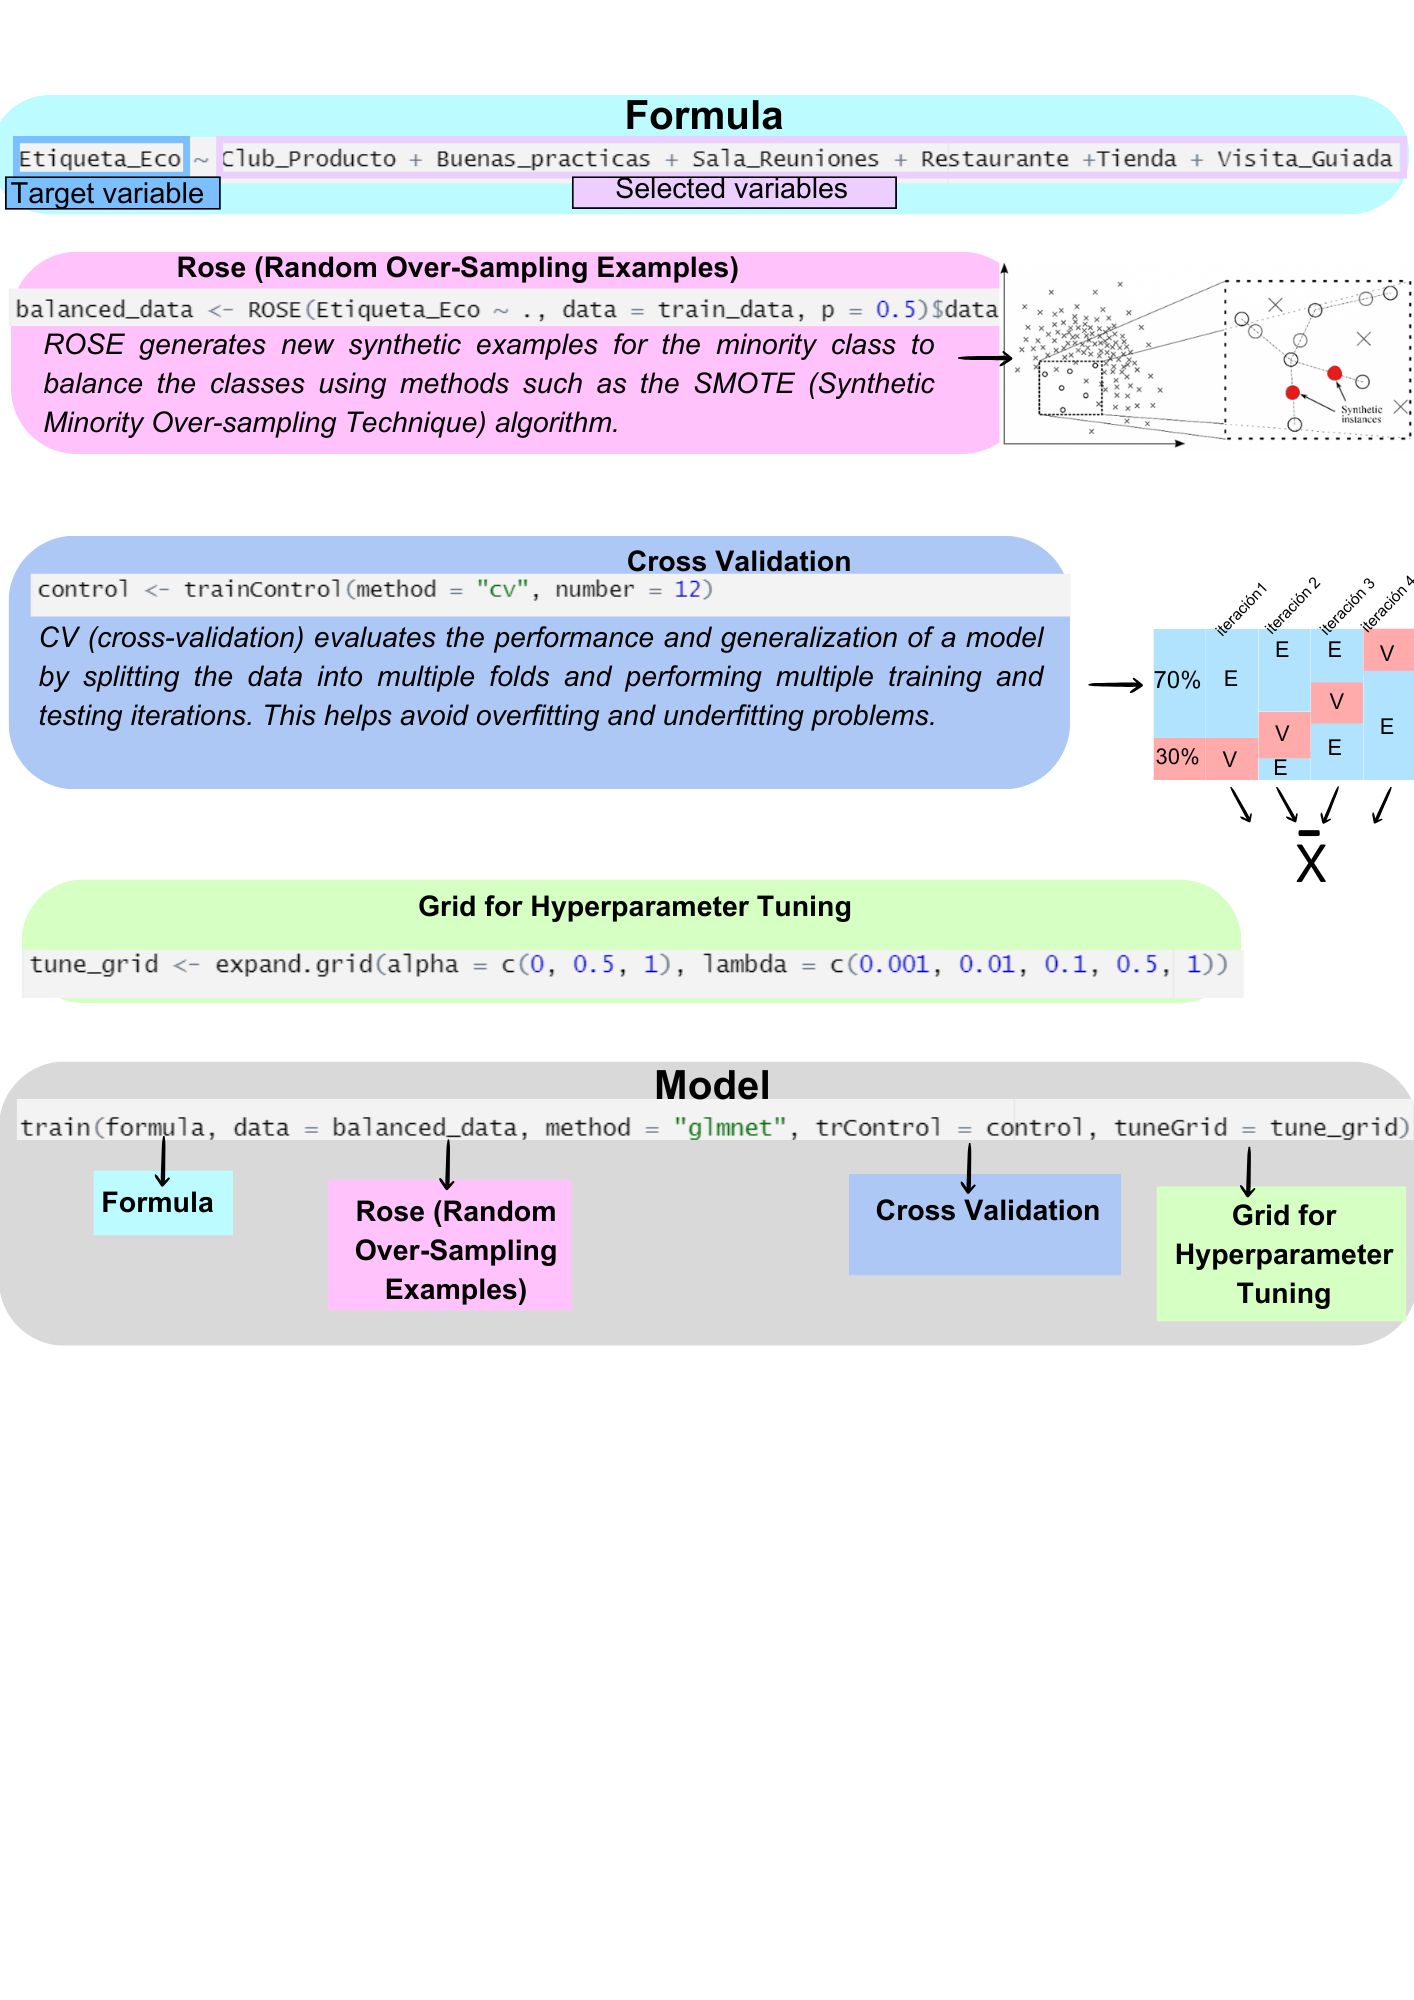 Formula
Etiqueta_Eco ~ Club_Producto + Buenas_practicas + Sala_Reuniones + Restaurante +Tienda + Visita_Guiada
Target variable
Selected variables
Rose (Random Over-Sampling Examples)
balanced_data <- ROSE(Etiqueta_Eco ~ ., data = train_data, p = 0.5)$data
ROSE generates new synthetic examples for the minority class to
balance the classes using methods such as the SMOTE (Synthetic
Minority Over-sampling Technique) algorithm.
Synthetic
instances
Cross Validation
control <- trainControl(method = "cv", number = 12)
CV (cross-validation) evaluates the performance and generalization of a model
by splitting the data into multiple folds and performing multiple training and
testing iterations. This helps avoid overfitting and underfitting problems.
iteración1
iteración 2
iteración 3
iteración 4
70%
E
E
E
V
V
V
E
E
30%
V
E
X̄
Grid for Hyperparameter Tuning
tune_grid <- expand.grid(alpha = c(0, 0.5, 1), lambda = c(0.001, 0.01, 0.1, 0.5, 1))
Model
train(formula, data = balanced_data, method = "glmnet", trControl = control, tuneGrid = tune_grid)
Formula
Rose (Random
Over-Sampling
Examples)
Cross Validation
Grid for
Hyperparameter
Tuning